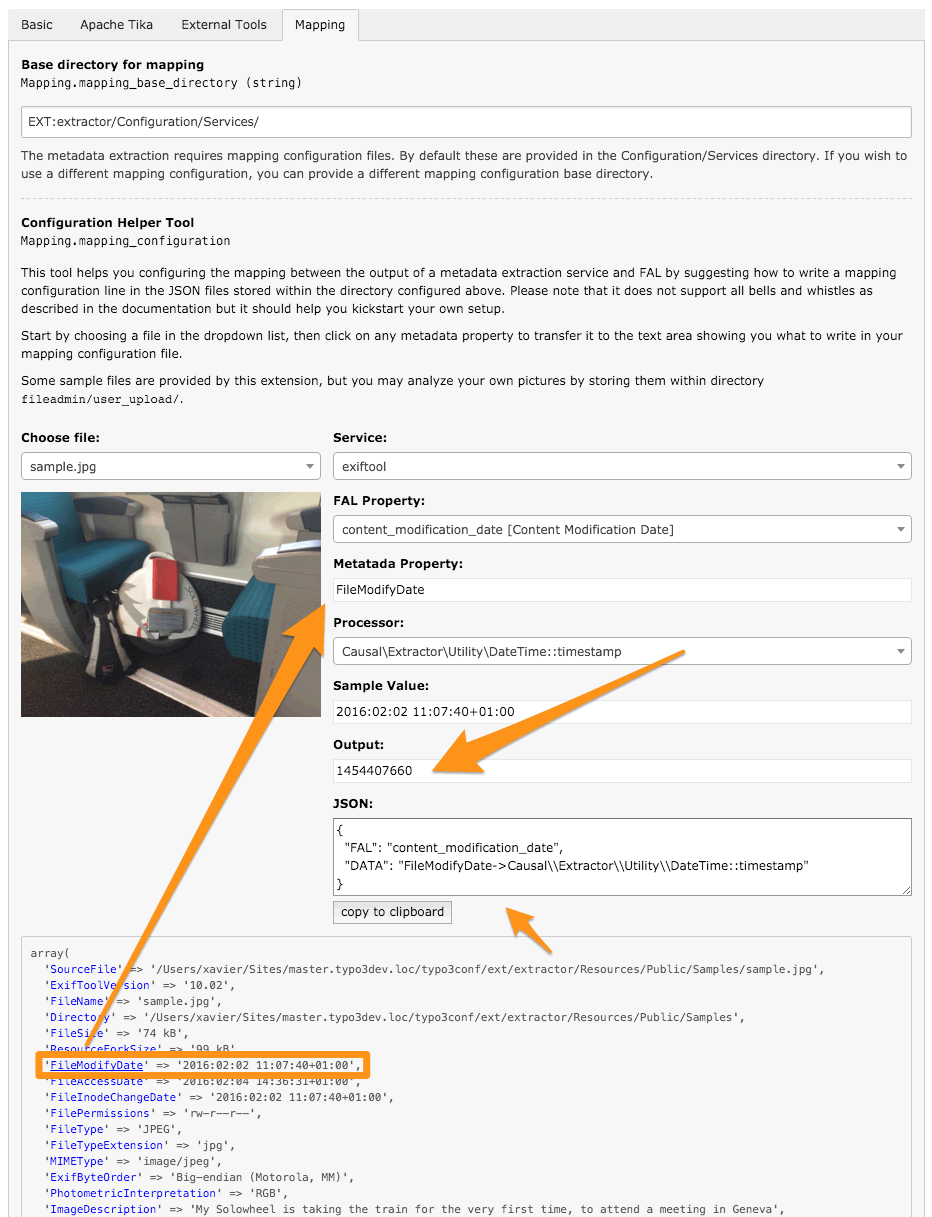 Basic Apache Tika External Tools Mapping
Base directory for mapping
Mapping.mapping_base_directory (string)
EXT:extractor/Configuration/Services/
The metadata extraction requires mapping configuration files. By default these are provided in the Configuration/Services directory. If you wish to
use a different mapping configuration, you can provide a different mapping configuration base directory.
Configuration Helper Tool
Mapping.mapping_configuration
This tool helps you configuring the mapping between the output of a metadata extraction service and FAL by suggesting how to write a mapping
configuration line in the JSON files stored within the directory configured above. Please note that it does not support all bells and whistles as
described in the documentation but it should help you kickstart your own setup.
Start by choosing a file in the dropdown list, then click on any metadata property to transfer it to the text area showing you what to write in your
mapping configuration file.
Some sample files are provided by this extension, but you may analyze your own pictures by storing them within directory
fileadmin/user_upload/.
Choose file:
sample.jpg
Service:
exiftool
FAL Property:
content_modification_date [Content Modification Date]
Metatada Property:
FileModifyDate
Processor:
Causal\Extractor\Utility\DateTime::timestamp
Sample Value:
2016:02:02 11:07:40+01:00
Output:
1454407660
JSON:
{
"FAL": "content_modification_date",
"DATA": "FileModifyDate->Causal\\Extractor\\Utility\\DateTime::timestamp"
}
copy to clipboard
SOLOWHEEL
array(
'SourceFile' => '/Users/xavier/Sites/master.typo3dev.loc/typo3conf/ext/extractor/Resources/Public/Samples/sample.jpg',
'ExifToolVersion' => '10.02',
'FileName' => 'sample.jpg',
'Directory' => '/Users/xavier/Sites/master.typo3dev.loc/typo3conf/ext/extractor/Resources/Public/Samples',
'FileSize' => '74 kB',
'ResourceForkSize' => '99 kB',
'FileModifyDate' => '2016:02:02 11:07:40+01:00',
'FileAccessDate' => '2016:02:04 14:36:31+01:00',
'FileInodeChangeDate' => '2016:02:02 11:07:40+01:00',
'FilePermissions' => 'rw-r--r--',
'FileType' => 'JPEG',
'FileTypeExtension' => 'jpg',
'MIMEType' => 'image/jpeg',
'ExifByteOrder' => 'Big-endian (Motorola, MM)',
'PhotometricInterpretation' => 'RGB',
'ImageDescription' => 'My Solowheel is taking the train for the very first time, to attend a meeting in Geneva',